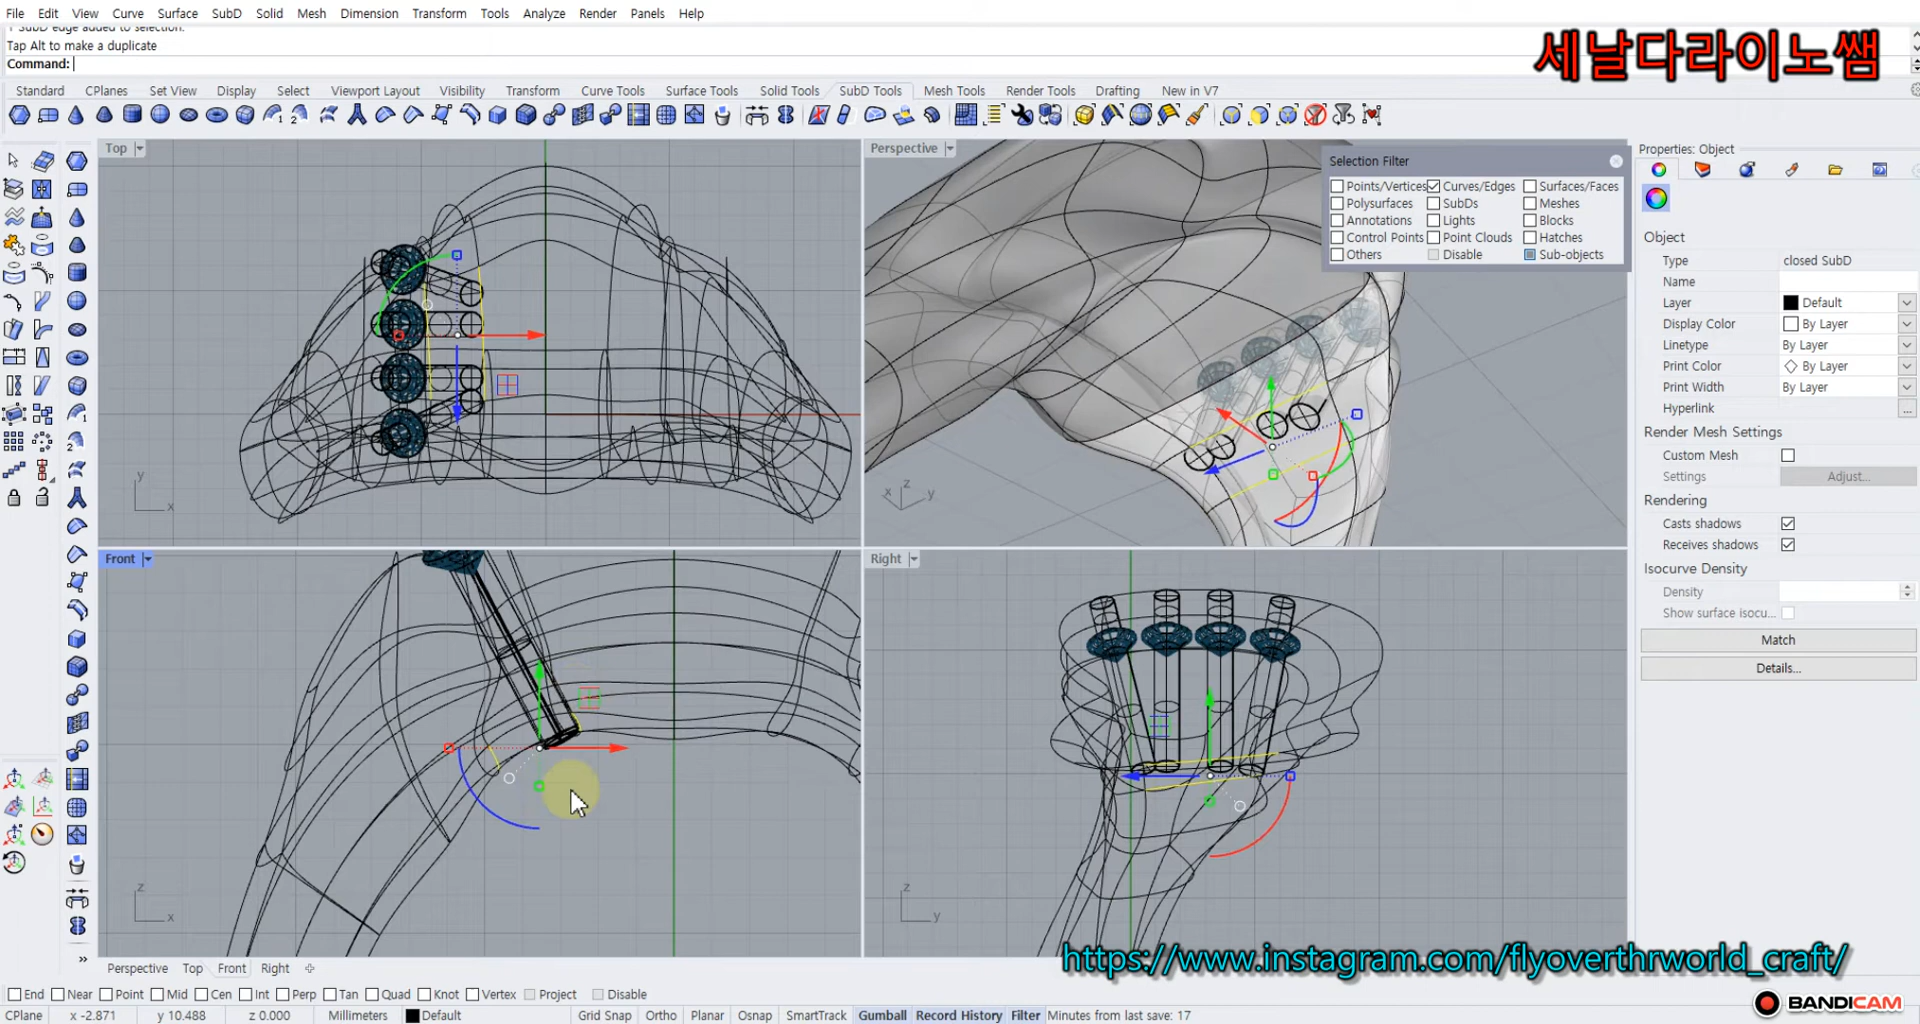 File Edit View Curve Surface SubD Solid Mesh Dimension Transform Tools Analyze Render Panels Help
1 SubD edge added to selection.
Tap Alt to make a duplicate
Command:
세날다라이노쌤
Standard CPlanes Set View Display Select Viewport Layout Visibility Transform Curve Tools Surface Tools Solid Tools SubD Tools Mesh Tools Render Tools Drafting New in V7
Top
Perspective
Selection Filter
Points/Vertices Curves/Edges Surfaces/Faces
Polysurfaces SubDs Meshes
Annotations Lights Blocks
Control Points Point Clouds Hatches
Others Disable Sub-objects
y
x
x z y
Front
Right
z
x
z
y
Properties: Object
Object
Type closed SubD
Name
Layer Default
Display Color By Layer
Linetype By Layer
Print Color By Layer
Print Width By Layer
Hyperlink ...
Render Mesh Settings
Custom Mesh
Settings Adjust...
Rendering
Casts shadows
Receives shadows
Isocurve Density
Density
Show surface isocu...
Match
Details...
https://www.instagram.com/flyoverthrworld_craft/
Perspective Top Front Right
End Near Point Mid Cen Int Perp Tan Quad Knot Vertex Project Disable
CPlane x -2.871 y 10.488 z 0.000 Millimeters Default Grid Snap Ortho Planar Osnap SmartTrack Gumball Record History Filter Minutes from last save: 17
BANDICAM